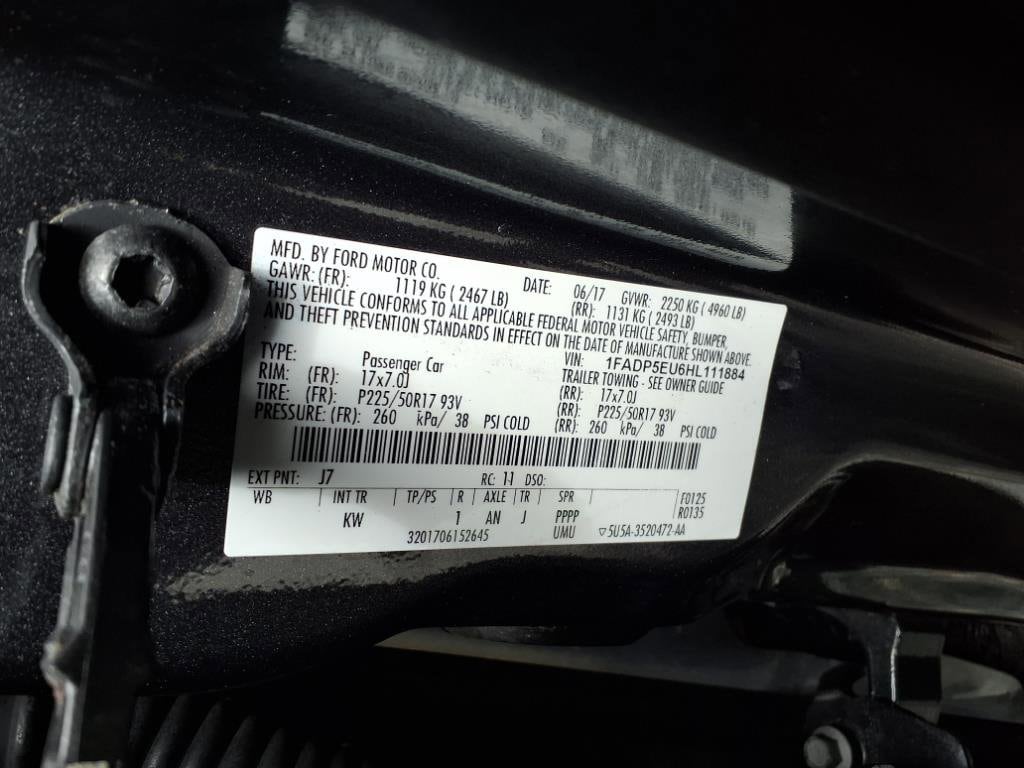 MFD. BY FORD MOTOR CO.
DATE: 06/17 GVWR: 2250 KG ( 4960 LB)
GAWR: (FR): 1119 KG ( 2467 LB) (RR): 1131 KG ( 2493 LB)
THIS VEHICLE CONFORMS TO ALL APPLICABLE FEDERAL MOTOR VEHICLE SAFETY, BUMPER,
AND THEFT PREVENTION STANDARDS IN EFFECT ON THE DATE OF MANUFACTURE SHOWN ABOVE.
VIN: 1FADP5EU6HL111884
TYPE: Passenger Car TRAILER TOWING - SEE OWNER GUIDE
RIM: (FR): 17x7.0J (RR): 17x7.0J
TIRE: (FR): P225/50R17 93V (RR): P225/50R17 93V
PRESSURE: (FR): 260 kPa/ 38 PSI COLD (RR): 260 kPa/ 38 PSI COLD
EXT PNT: J7 RC: 11 DSO:
WB INT TR TP/PS R AXLE TR SPR F0125
KW 1 AN J PPPP R0135
3201706152645 UMU ▽5U5A-3520472-AA